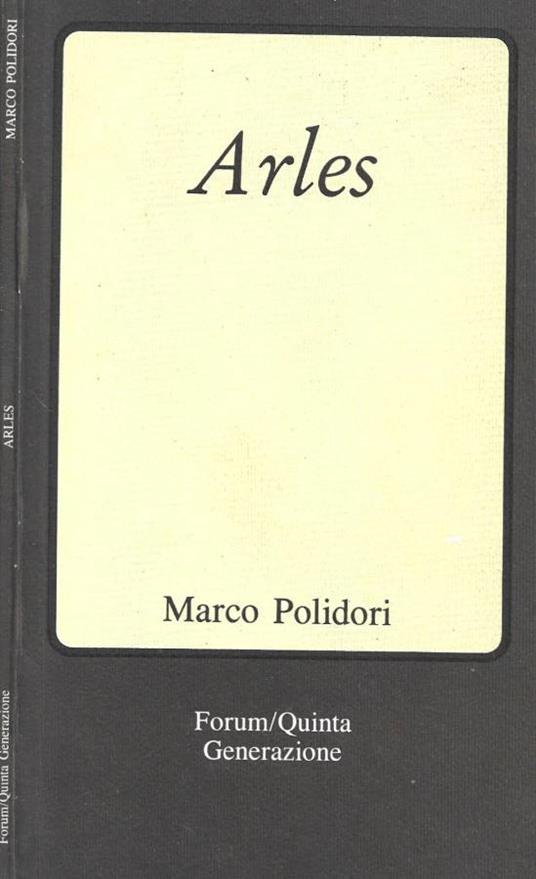 Arles
Marco Polidori
Forum/Quinta
Generazione
MARCO POLIDORI
ARLES
Forum/Quinta Generazione